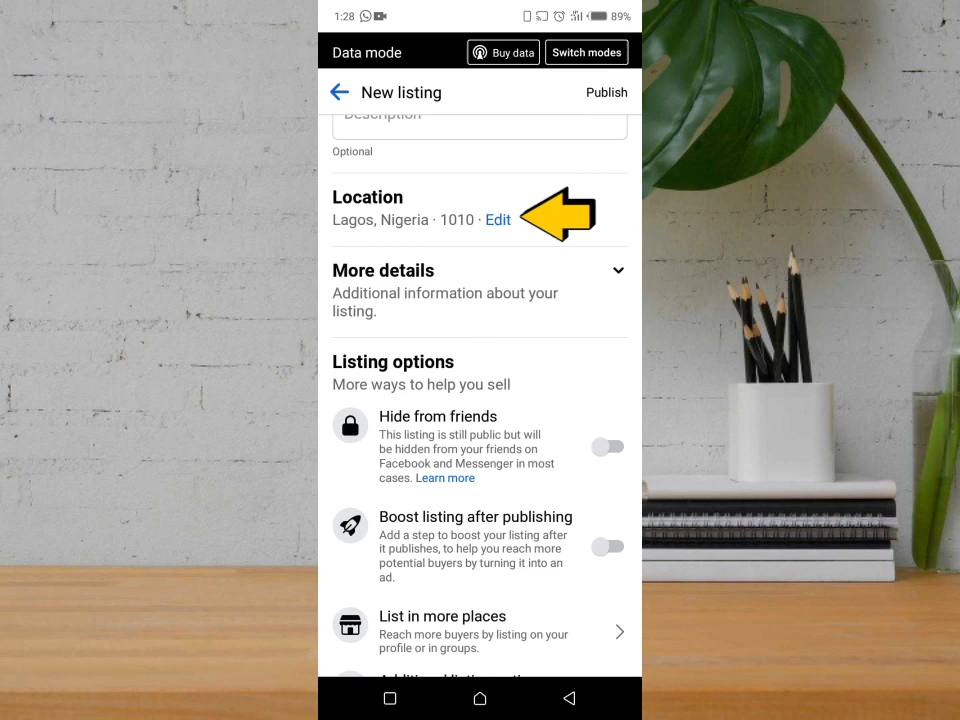 1:28 89%
Data mode Buy data Switch modes
New listing Publish
Description
Optional
Location
Lagos, Nigeria · 1010 · Edit
More details
Additional information about your
listing.
Listing options
More ways to help you sell
Hide from friends
This listing is still public but will
be hidden from your friends on
Facebook and Messenger in most
cases. Learn more
Boost listing after publishing
Add a step to boost your listing after
it publishes, to help you reach more
potential buyers by turning it into an
ad.
List in more places
Reach more buyers by listing on your
profile or in groups.